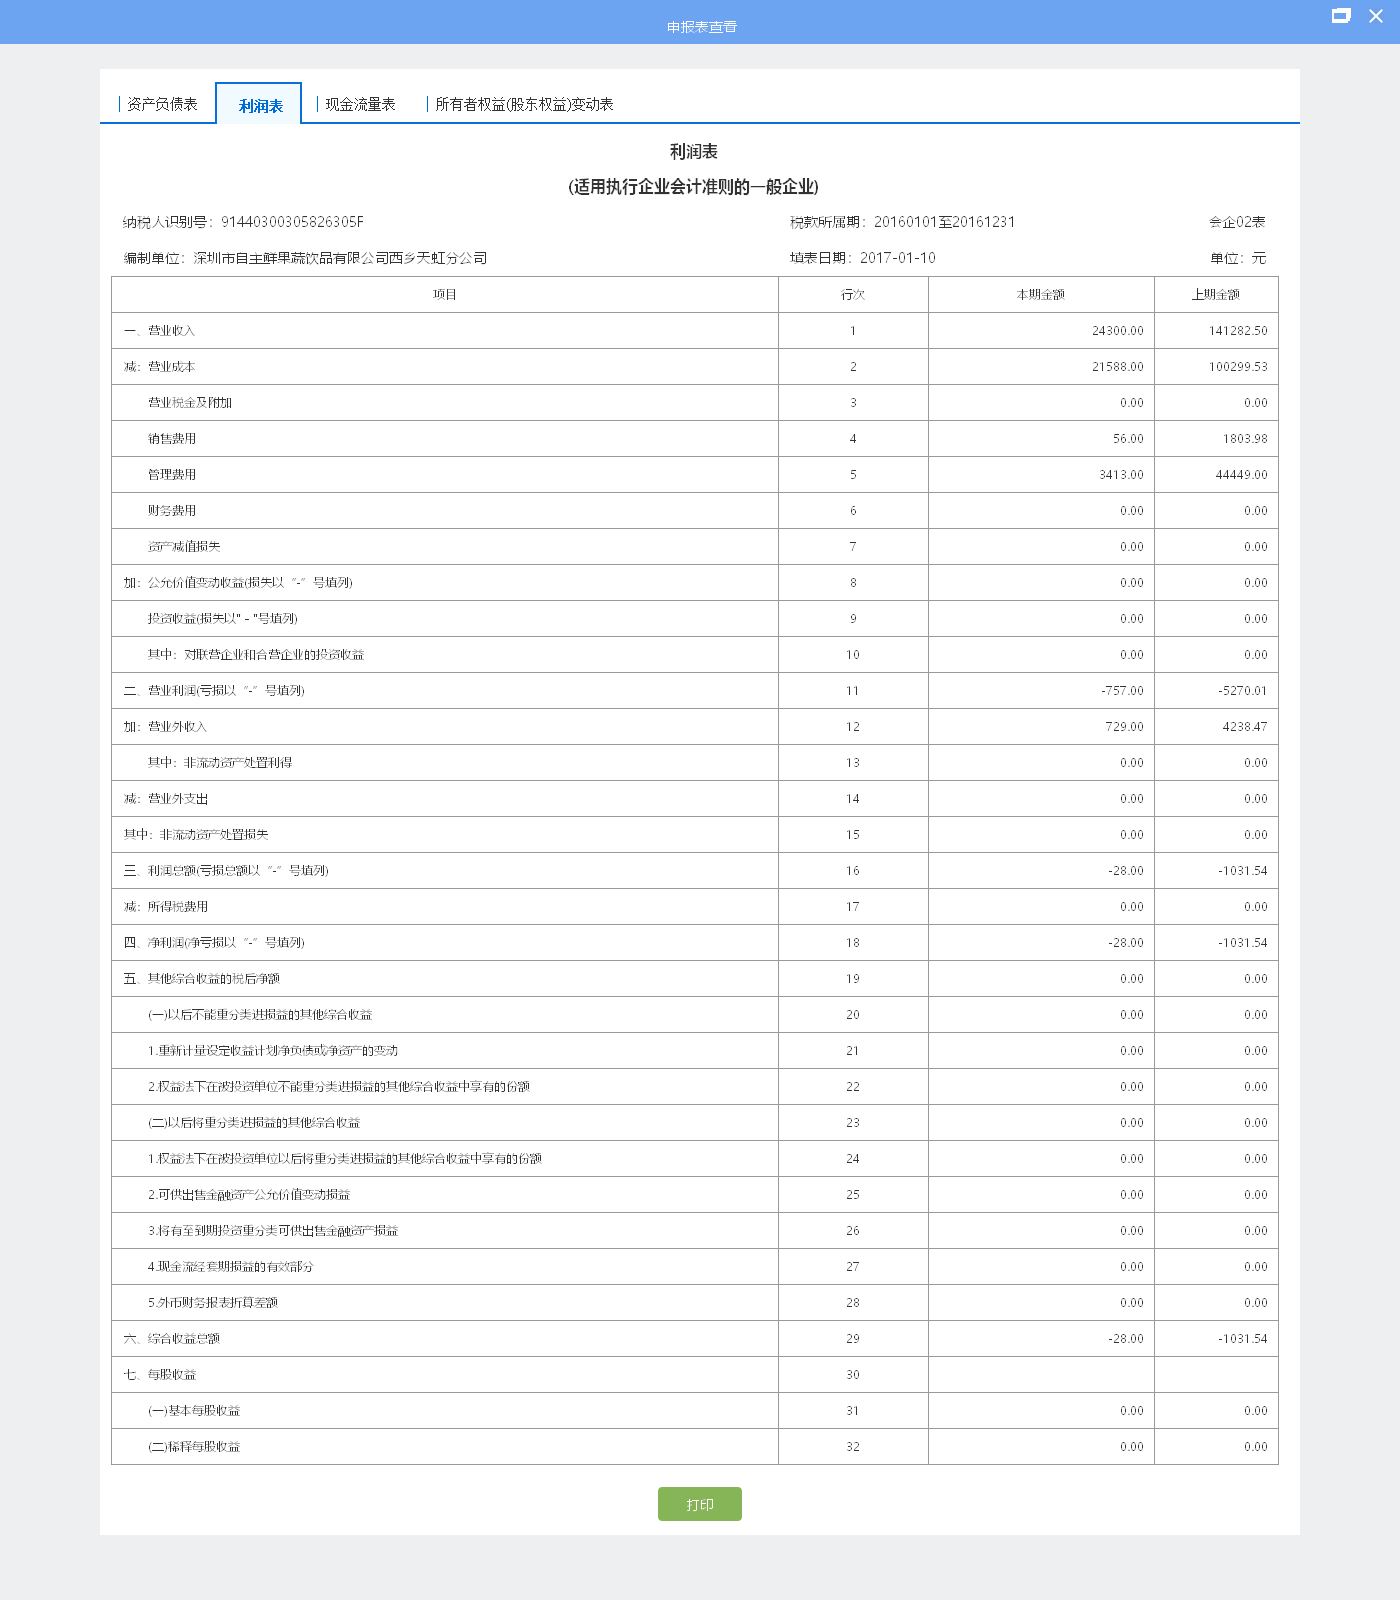 申报表查看
资产负债表 利润表 现金流量表 所有者权益(股东权益)变动表
利润表
(适用执行企业会计准则的一般企业)
纳税人识别号：91440300305826305F 税款所属期：20160101至20161231 会企02表
编制单位：深圳市自主鲜果蔬饮品有限公司西乡天虹分公司 填表日期：2017-01-10 单位：元
项目 行次 本期金额 上期金额
一、营业收入 1 24300.00 141282.50
减：营业成本 2 21588.00 100299.53
营业税金及附加 3 0.00 0.00
销售费用 4 56.00 1803.98
管理费用 5 3413.00 44449.00
财务费用 6 0.00 0.00
资产减值损失 7 0.00 0.00
加：公允价值变动收益(损失以“-”号填列) 8 0.00 0.00
投资收益(损失以" - "号填列) 9 0.00 0.00
其中：对联营企业和合营企业的投资收益 10 0.00 0.00
二、营业利润(亏损以“-”号填列) 11 -757.00 -5270.01
加：营业外收入 12 729.00 4238.47
其中：非流动资产处置利得 13 0.00 0.00
减：营业外支出 14 0.00 0.00
其中：非流动资产处置损失 15 0.00 0.00
三、利润总额(亏损总额以“-”号填列) 16 -28.00 -1031.54
减：所得税费用 17 0.00 0.00
四、净利润(净亏损以“-”号填列) 18 -28.00 -1031.54
五、其他综合收益的税后净额 19 0.00 0.00
(一)以后不能重分类进损益的其他综合收益 20 0.00 0.00
1.重新计量设定收益计划净负债或净资产的变动 21 0.00 0.00
2.权益法下在被投资单位不能重分类进损益的其他综合收益中享有的份额 22 0.00 0.00
(二)以后将重分类进损益的其他综合收益 23 0.00 0.00
1.权益法下在被投资单位以后将重分类进损益的其他综合收益中享有的份额 24 0.00 0.00
2.可供出售金融资产公允价值变动损益 25 0.00 0.00
3.将有至到期投资重分类可供出售金融资产损益 26 0.00 0.00
4.现金流经套期损益的有效部分 27 0.00 0.00
5.外币财务报表折算差额 28 0.00 0.00
六、综合收益总额 29 -28.00 -1031.54
七、每股收益 30
(一)基本每股收益 31 0.00 0.00
(二)稀释每股收益 32 0.00 0.00
打印